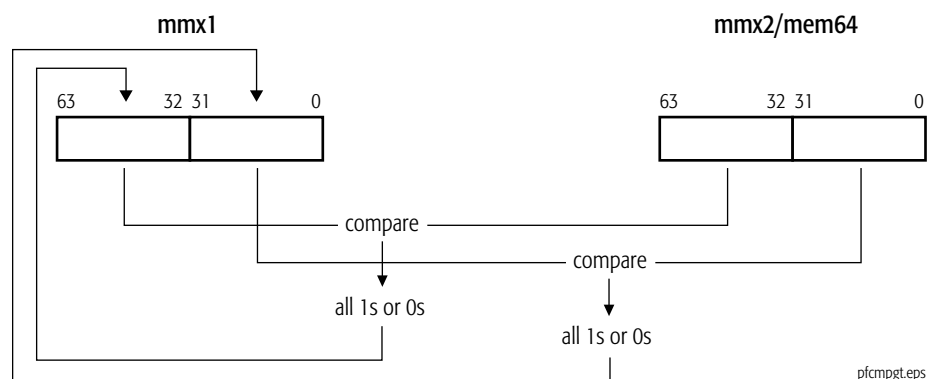 mmx1 mmx2/mem64
63 32 31 0 63 32 31 0
compare
compare
all 1s or 0s
all 1s or 0s
pfcmpgt.eps